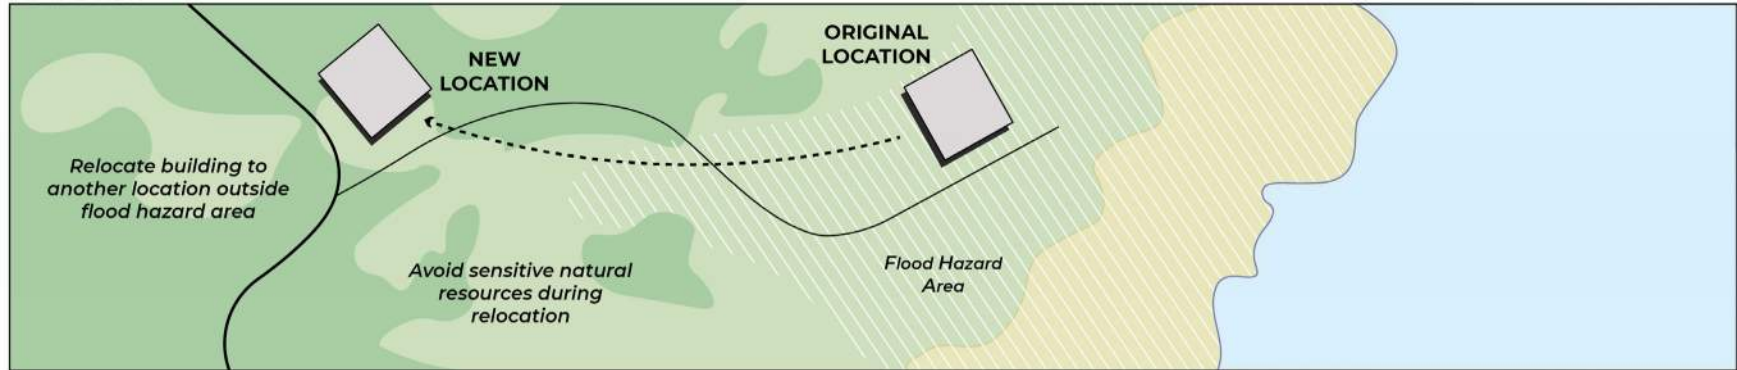 NEW
LOCATION
ORIGINAL
LOCATION
Relocate building to
another location outside
flood hazard area
Avoid sensitive natural
resources during
relocation
Flood Hazard
Area